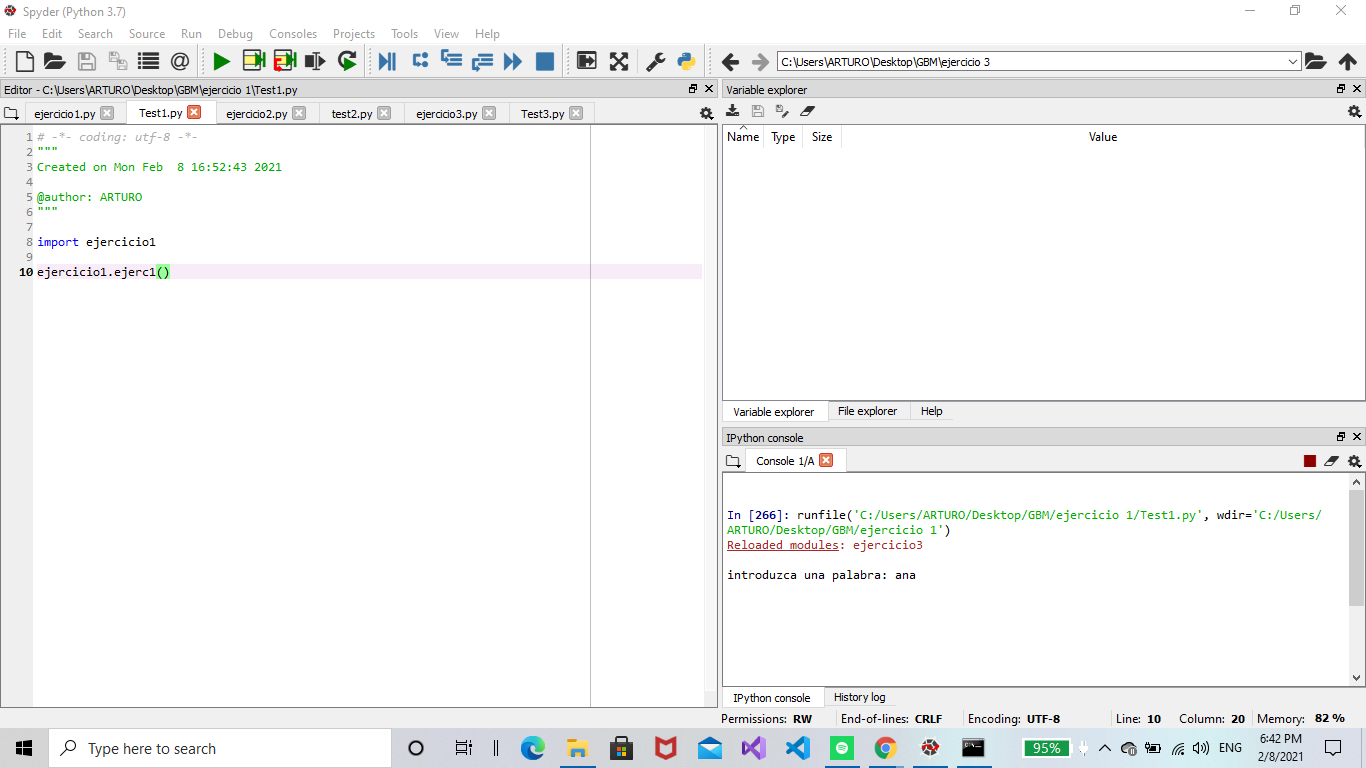 Spyder (Python 3.7)
File Edit Search Source Run Debug Consoles Projects Tools View Help
C:\Users\ARTURO\Desktop\GBM\ejercicio 3
Editor - C:\Users\ARTURO\Desktop\GBM\ejercicio 1\Test1.py
ejercicio1.py Test1.py ejercicio2.py test2.py ejercicio3.py Test3.py
1 # -*- coding: utf-8 -*-
2 """
3 Created on Mon Feb  8 16:52:43 2021
4
5 @author: ARTURO
6 """
7
8 import ejercicio1
9
10 ejercicio1.ejerc1()
Variable explorer
Name Type Size Value
Variable explorer File explorer Help
IPython console
Console 1/A
In [266]: runfile('C:/Users/ARTURO/Desktop/GBM/ejercicio 1/Test1.py', wdir='C:/Users/
ARTURO/Desktop/GBM/ejercicio 1')
Reloaded modules: ejercicio3
introduzca una palabra: ana
IPython console History log
Permissions: RW End-of-lines: CRLF Encoding: UTF-8 Line: 10 Column: 20 Memory: 82 %
Type here to search
95%
ENG
6:42 PM
2/8/2021